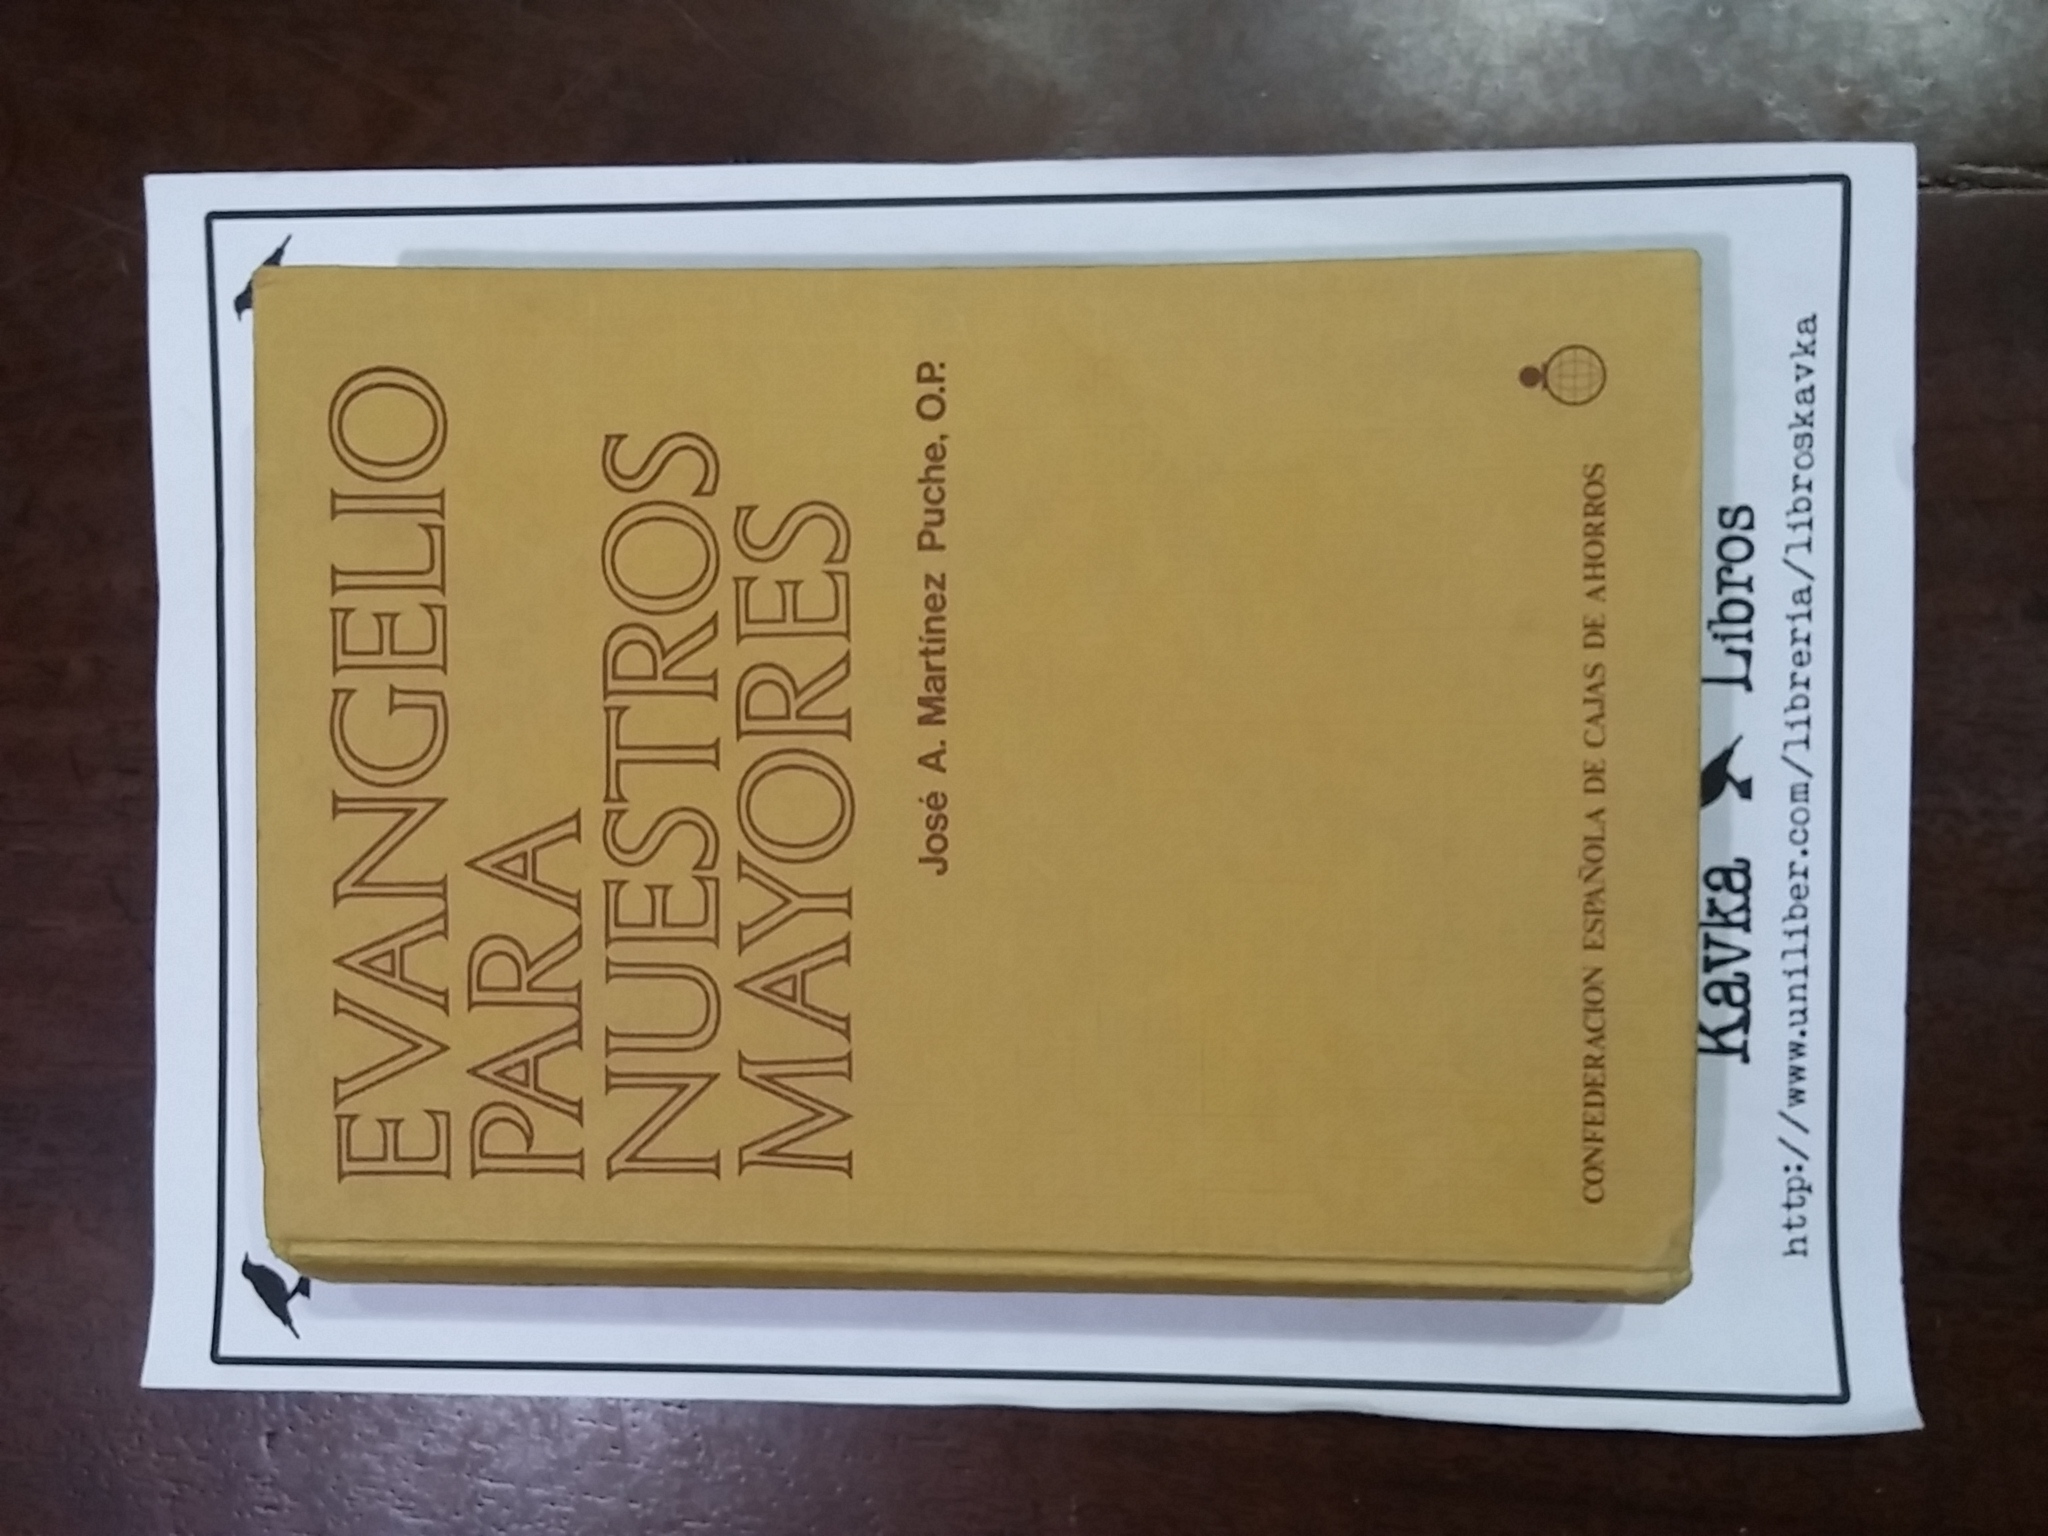 EVANGELIO
PARA
NUESTROS
MAYORES
José A. Martínez Puche, O.P.
CONFEDERACION ESPAÑOLA DE CAJAS DE AHORROS
Kavka Libros
http://www.uniliber.com/libreria/libroskavka